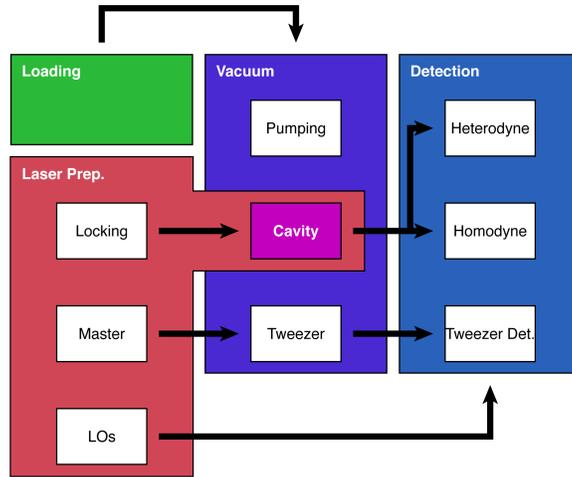 Loading
Vacuum
Detection
Pumping
Heterodyne
Laser Prep.
Locking
Cavity
Homodyne
Master
Tweezer
Tweezer Det.
LOs